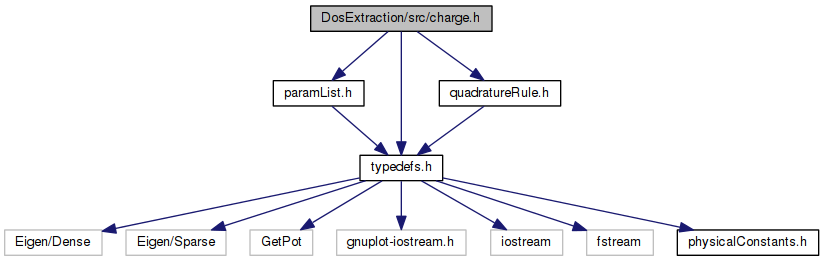 DosExtraction/src/charge.h
paramList.h
quadratureRule.h
typedefs.h
Eigen/Dense
Eigen/Sparse
GetPot
gnuplot-iostream.h
iostream
fstream
physicalConstants.h